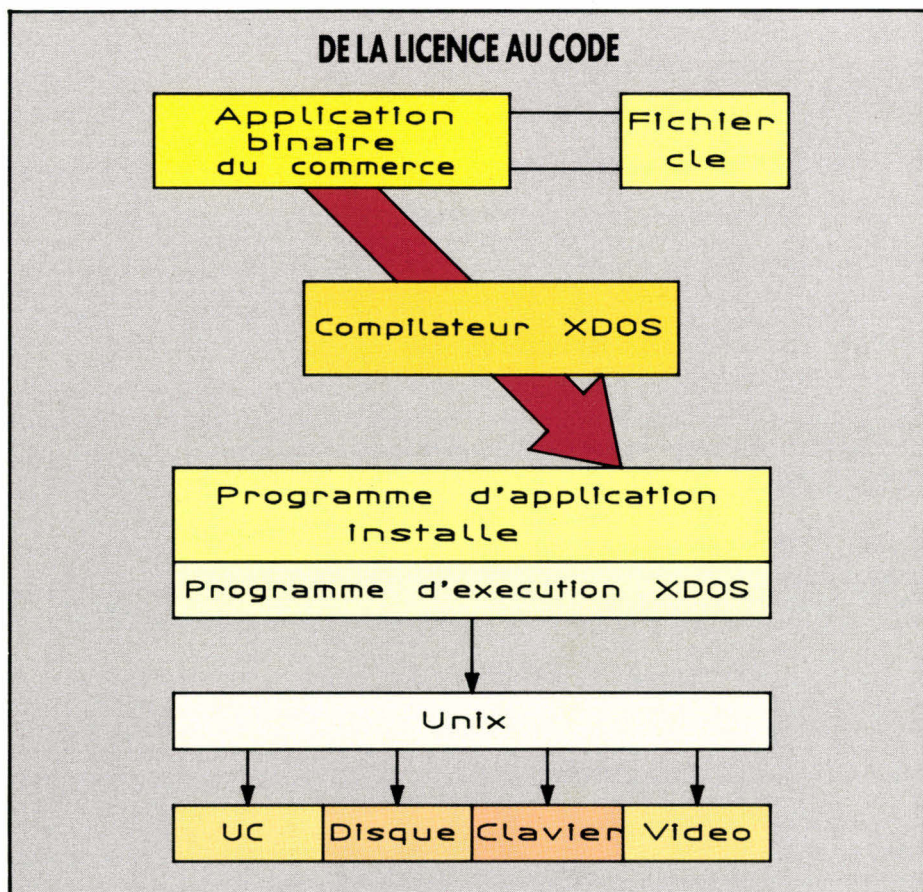 DE LA LICENCE AU CODE
Application
binaire
du commerce
Fichier
cle
Compilateur XDOS
Programme d'application
installe
Programme d'execution XDOS
Unix
UC
Disque
Clavier
Video